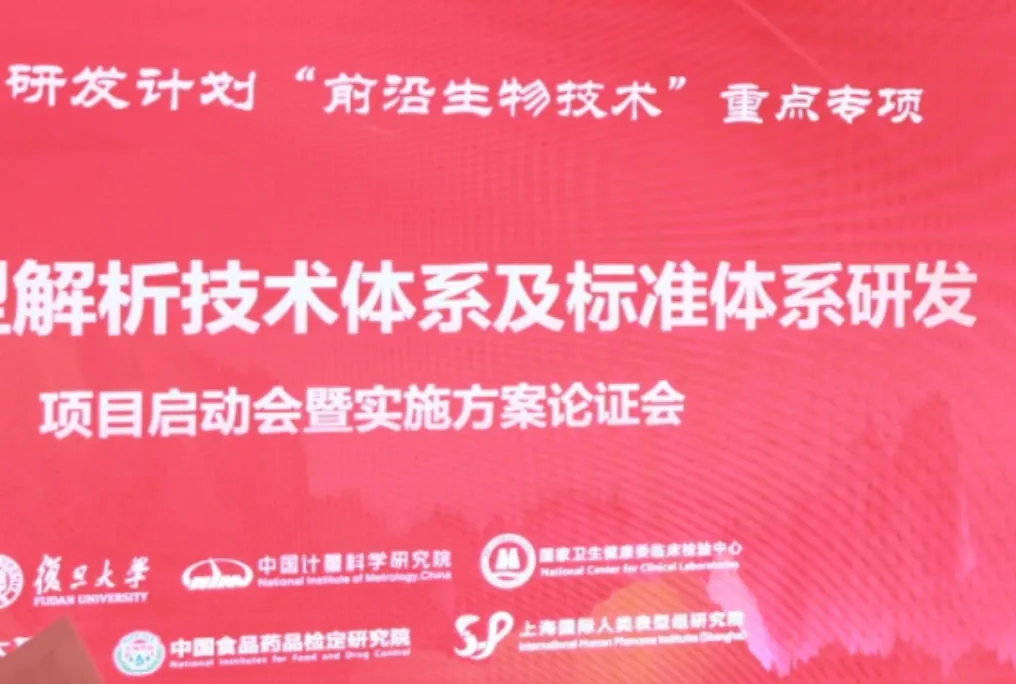 研发计划“前沿生物技术”重点专项
型解析技术体系及标准体系研发
项目启动会暨实施方案论证会
復旦大學
FUDAN UNIVERSITY
中国计量科学研究院
National Institute of Metrology, China
国家卫生健康委临床检验中心
National Center for Clinical Laboratories
中国食品药品检定研究院
National Institutes for Food and Drug Control
上海国际人类表型组研究院
International Human Phenome Institutes (Shanghai)